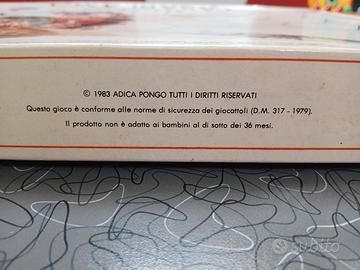 © 1983 ADICA PONGO TUTTI I DIRITTI RISERVATI
Questo gioco è conforme alle norme di sicurezza dei giocattoli (D.M. 317 - 1979).
Il prodotto non è adatto ai bambini al di sotto dei 36 mesi.
subito